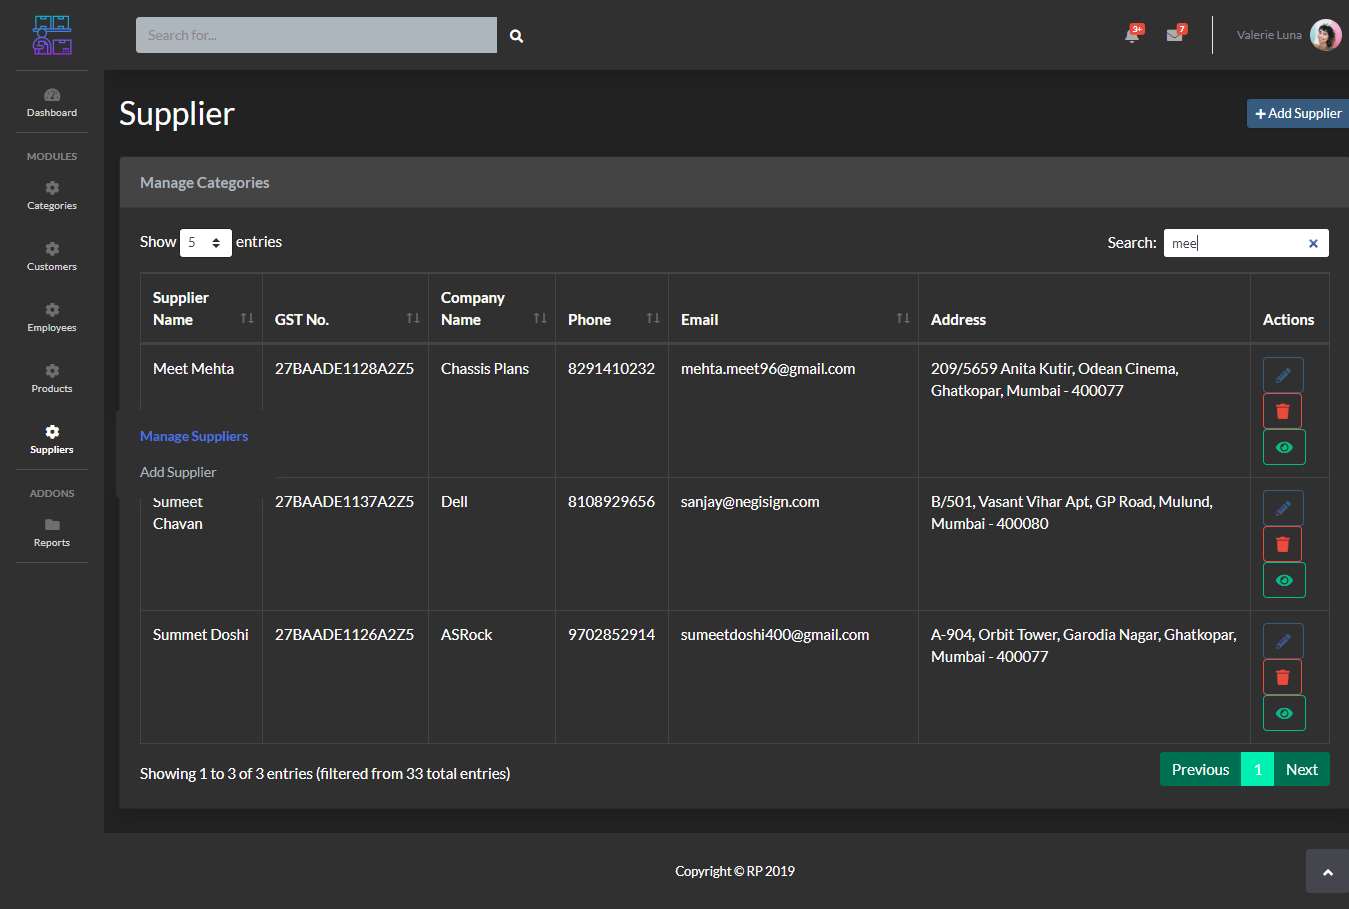 Search for...
3+
7
Valerie Luna
Dashboard
MODULES
Categories
Customers
Employees
Products
Suppliers
ADDONS
Reports
Supplier
Add Supplier
Manage Categories
Show 5 entries
Search: mee
Supplier Name GST No. Company Name Phone Email Address Actions
Meet Mehta 27BAADE1128A2Z5 Chassis Plans 8291410232 mehta.meet96@gmail.com 209/5659 Anita Kutir, Odean Cinema,
Ghatkopar, Mumbai - 400077
Manage Suppliers
Add Supplier
Sumeet 27BAADE1137A2Z5 Dell 8108929656 sanjay@negisign.com B/501, Vasant Vihar Apt, GP Road, Mulund,
Chavan Mumbai - 400080
Summet Doshi 27BAADE1126A2Z5 ASRock 9702852914 sumeetdoshi400@gmail.com A-904, Orbit Tower, Garodia Nagar, Ghatkopar,
Mumbai - 400077
Showing 1 to 3 of 3 entries (filtered from 33 total entries)
Previous 1 Next
Copyright © RP 2019